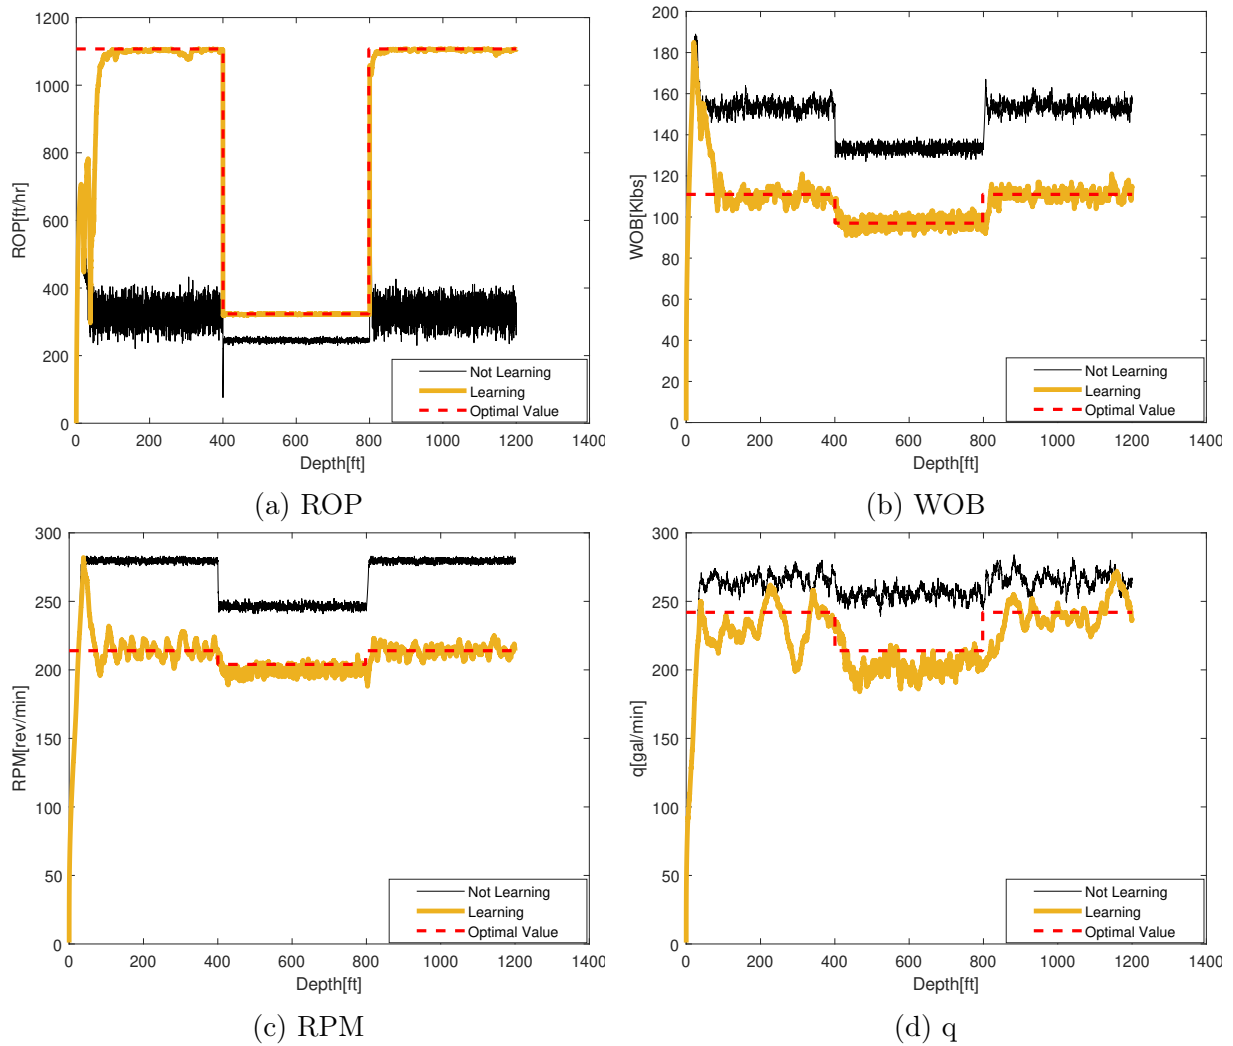 1200
1000
800
600
400
200
0
ROP[ft/hr]
0 200 400 600 800 1000 1200 1400
Depth[ft]
Not Learning
Learning
Optimal Value
(a) ROP
200
180
160
140
120
100
80
60
40
20
0
WOB[Klbs]
0 200 400 600 800 1000 1200 1400
Depth[ft]
Not Learning
Learning
Optimal Value
(b) WOB
300
250
200
150
100
50
0
RPM[rev/min]
0 200 400 600 800 1000 1200 1400
Depth[ft]
Not Learning
Learning
Optimal Value
(c) RPM
300
250
200
150
100
50
0
q[gal/min]
0 200 400 600 800 1000 1200 1400
Depth[ft]
Not Learning
Learning
Optimal Value
(d) q